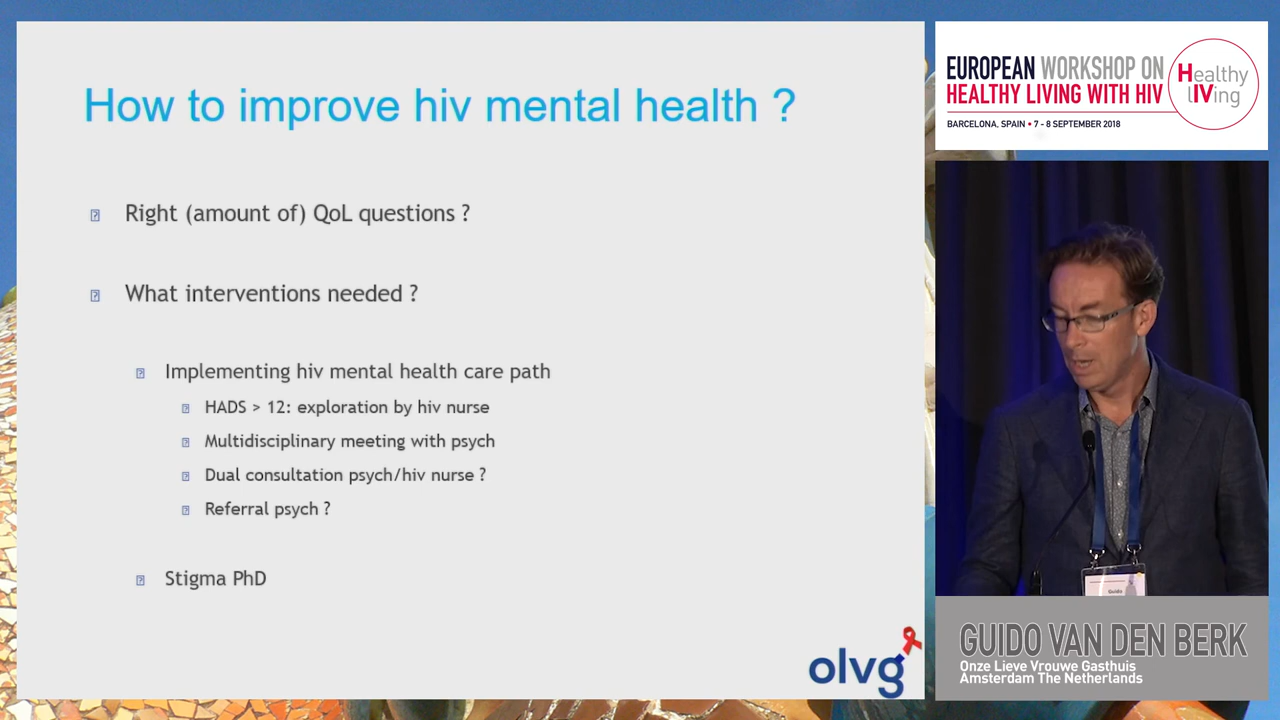 How to improve hiv mental health ?
Right (amount of) QoL questions ?
What interventions needed ?
Implementing hiv mental health care path
HADS > 12: exploration by hiv nurse
Multidisciplinary meeting with psych
Dual consultation psych/hiv nurse ?
Referral psych ?
Stigma PhD
olvg
EUROPEAN WORKSHOP ON
HEALTHY LIVING WITH HIV
BARCELONA, SPAIN • 7 - 8 SEPTEMBER 2018
Healthy
lIVing
Guido
GUIDO VAN DEN BERK
Onze Lieve Vrouwe Gasthuis
Amsterdam The Netherlands